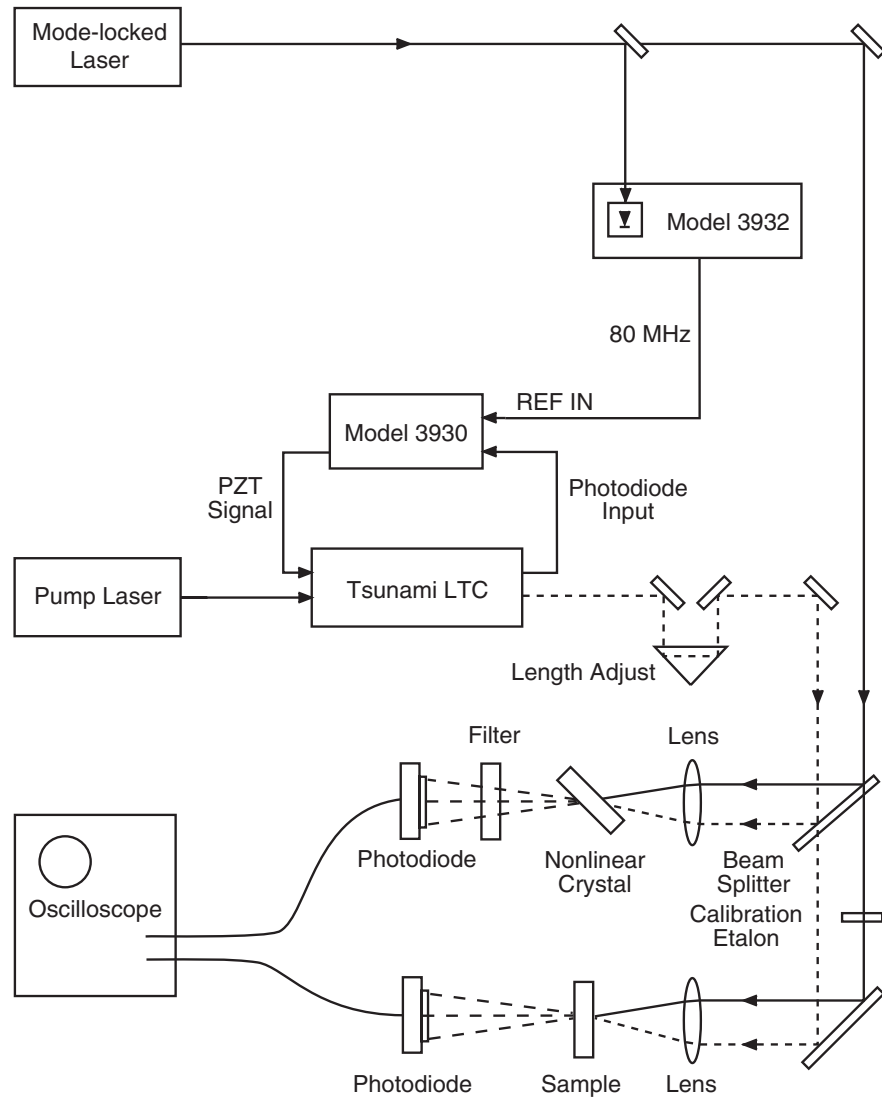 Mode-locked
Laser
Model 3932
80 MHz
REF IN
Model 3930
PZT
Signal
Photodiode
Input
Pump Laser
Tsunami LTC
Length Adjust
Filter
Lens
Photodiode
Nonlinear
Crystal
Beam
Splitter
Calibration
Etalon
Oscilloscope
Photodiode
Sample
Lens